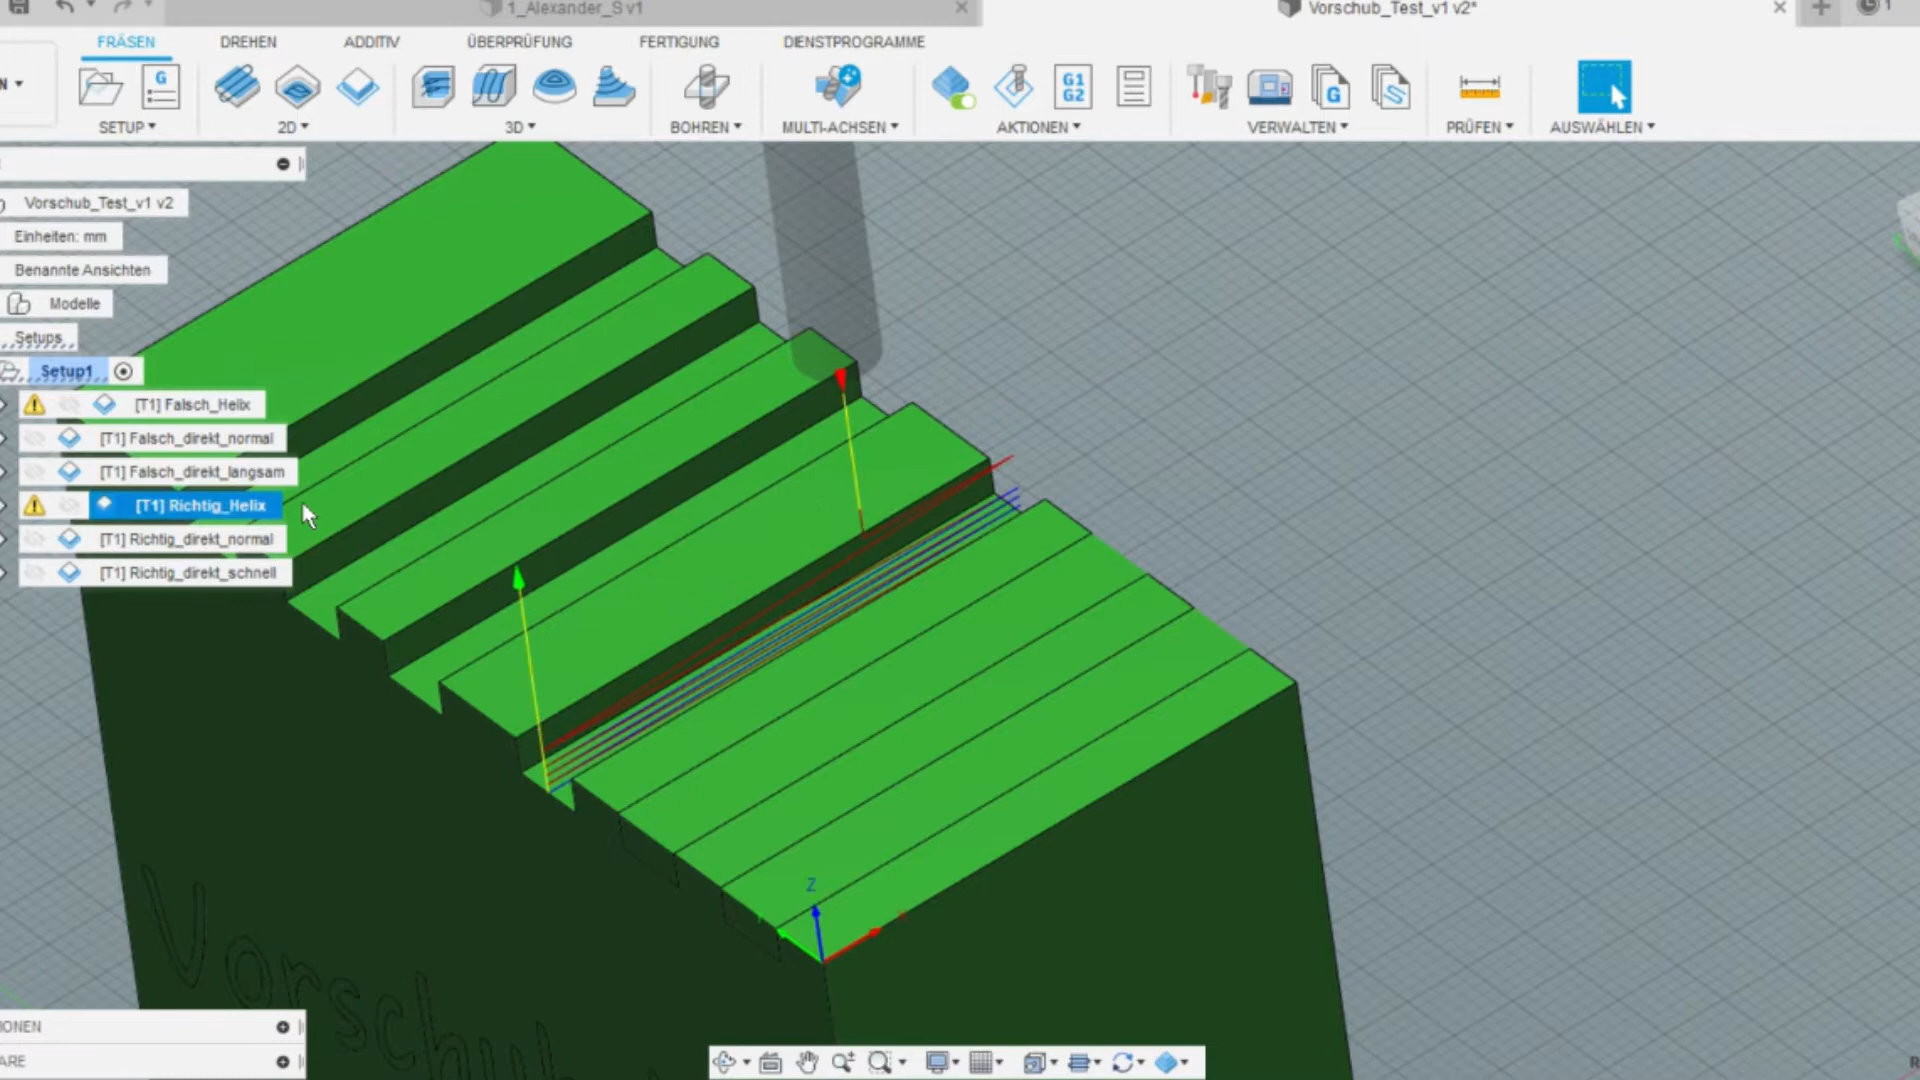 1_Alexander_S v1
Vorschub_Test_v1 v2*
1
FRÄSEN
DREHEN
ADDITIV
ÜBERPRÜFUNG
FERTIGUNG
DIENSTPROGRAMME
N
G
G1
G2
G
SETUP
2D
3D
BOHREN
MULTI-ACHSEN
AKTIONEN
VERWALTEN
PRÜFEN
AUSWÄHLEN
Vorschub_Test_v1 v2
Einheiten: mm
Benannte Ansichten
Modelle
Setups
Setup1
[T1] Falsch_Helix
[T1] Falsch_direkt_normal
[T1] Falsch_direkt_langsam
[T1] Richtig_Helix
[T1] Richtig_direkt_normal
[T1] Richtig_direkt_schnell
Z
Vorschu
IONEN
ARE
R